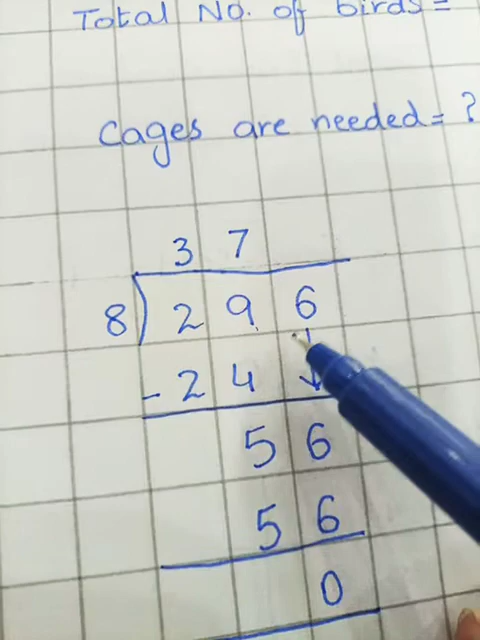 Total No. of birds =
Cages are needed = ?
3 7
8) 2 9 6
- 2 4 ↓
5 6
5 6
0